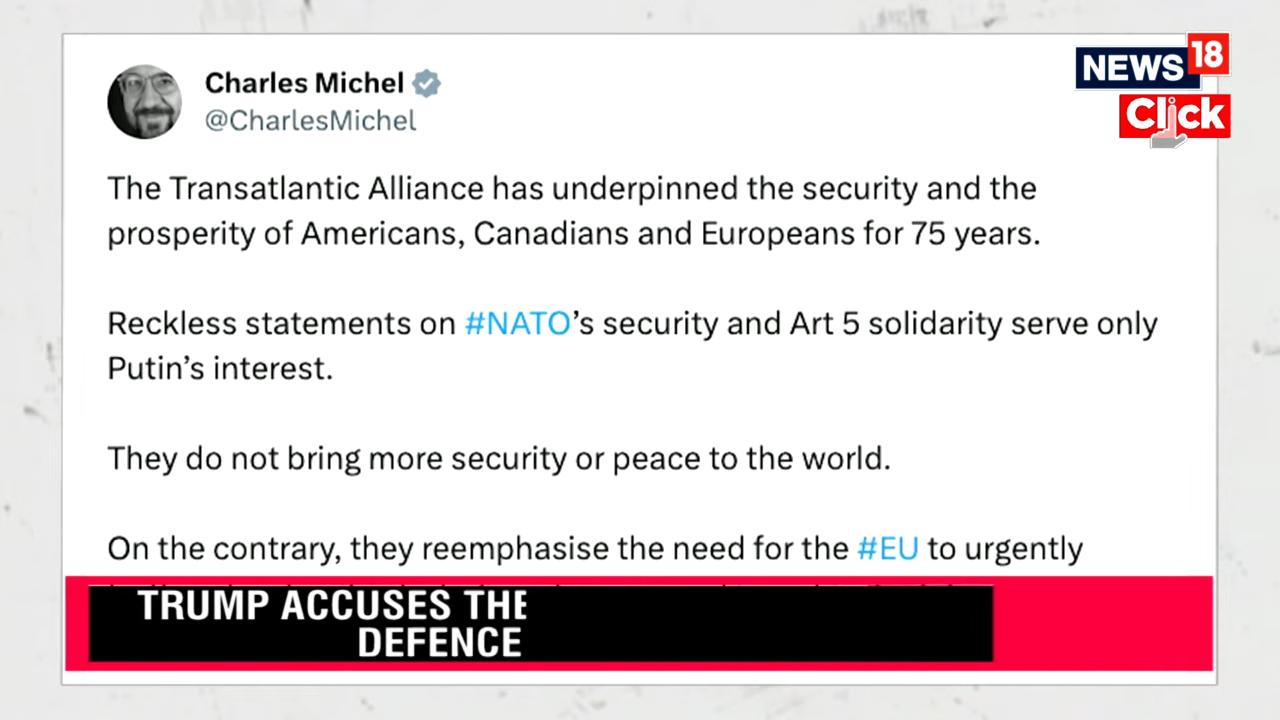 NEWS 18
Click
Charles Michel
@CharlesMichel
The Transatlantic Alliance has underpinned the security and the
prosperity of Americans, Canadians and Europeans for 75 years.
Reckless statements on #NATO's security and Art 5 solidarity serve only
Putin's interest.
They do not bring more security or peace to the world.
On the contrary, they reemphasise the need for the #EU to urgently
TRUMP ACCUSES THE
DEFENCE